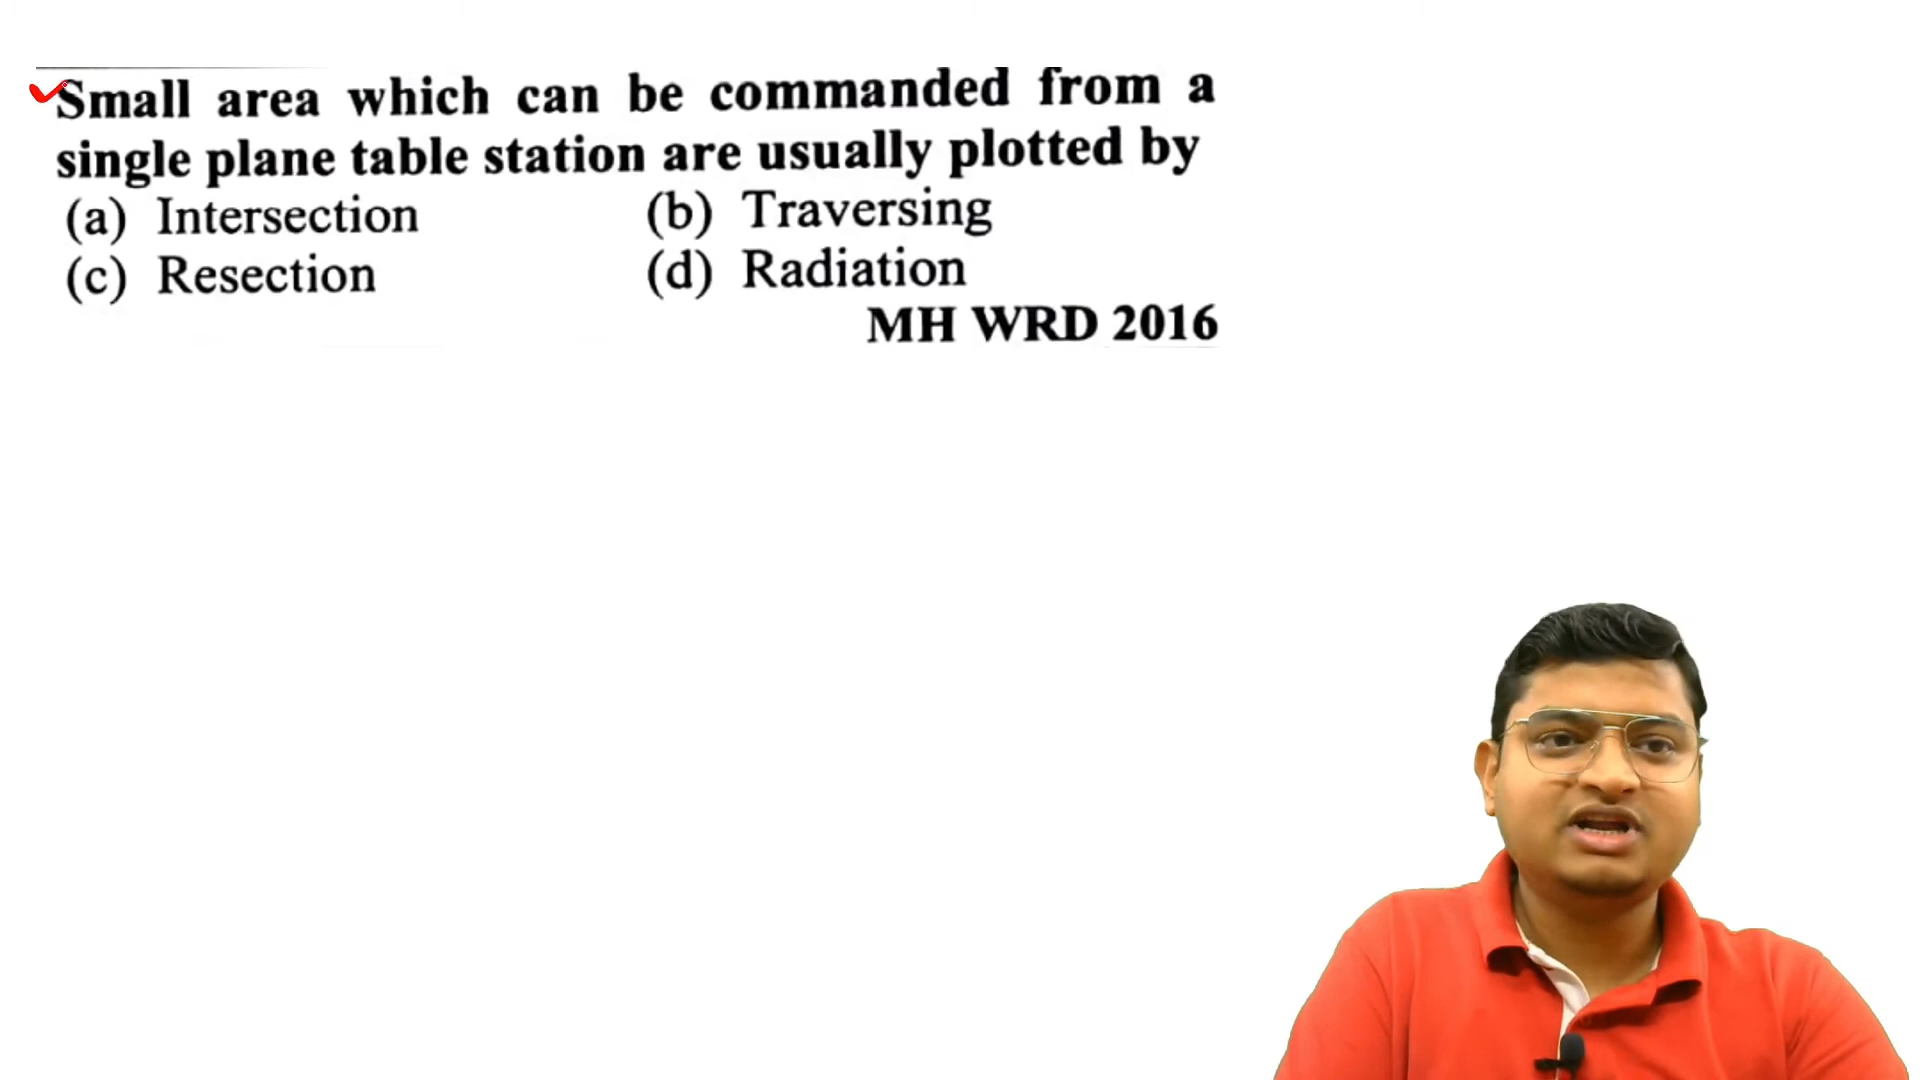 Small area which can be commanded from a
single plane table station are usually plotted by
(a) Intersection (b) Traversing
(c) Resection (d) Radiation
MH WRD 2016